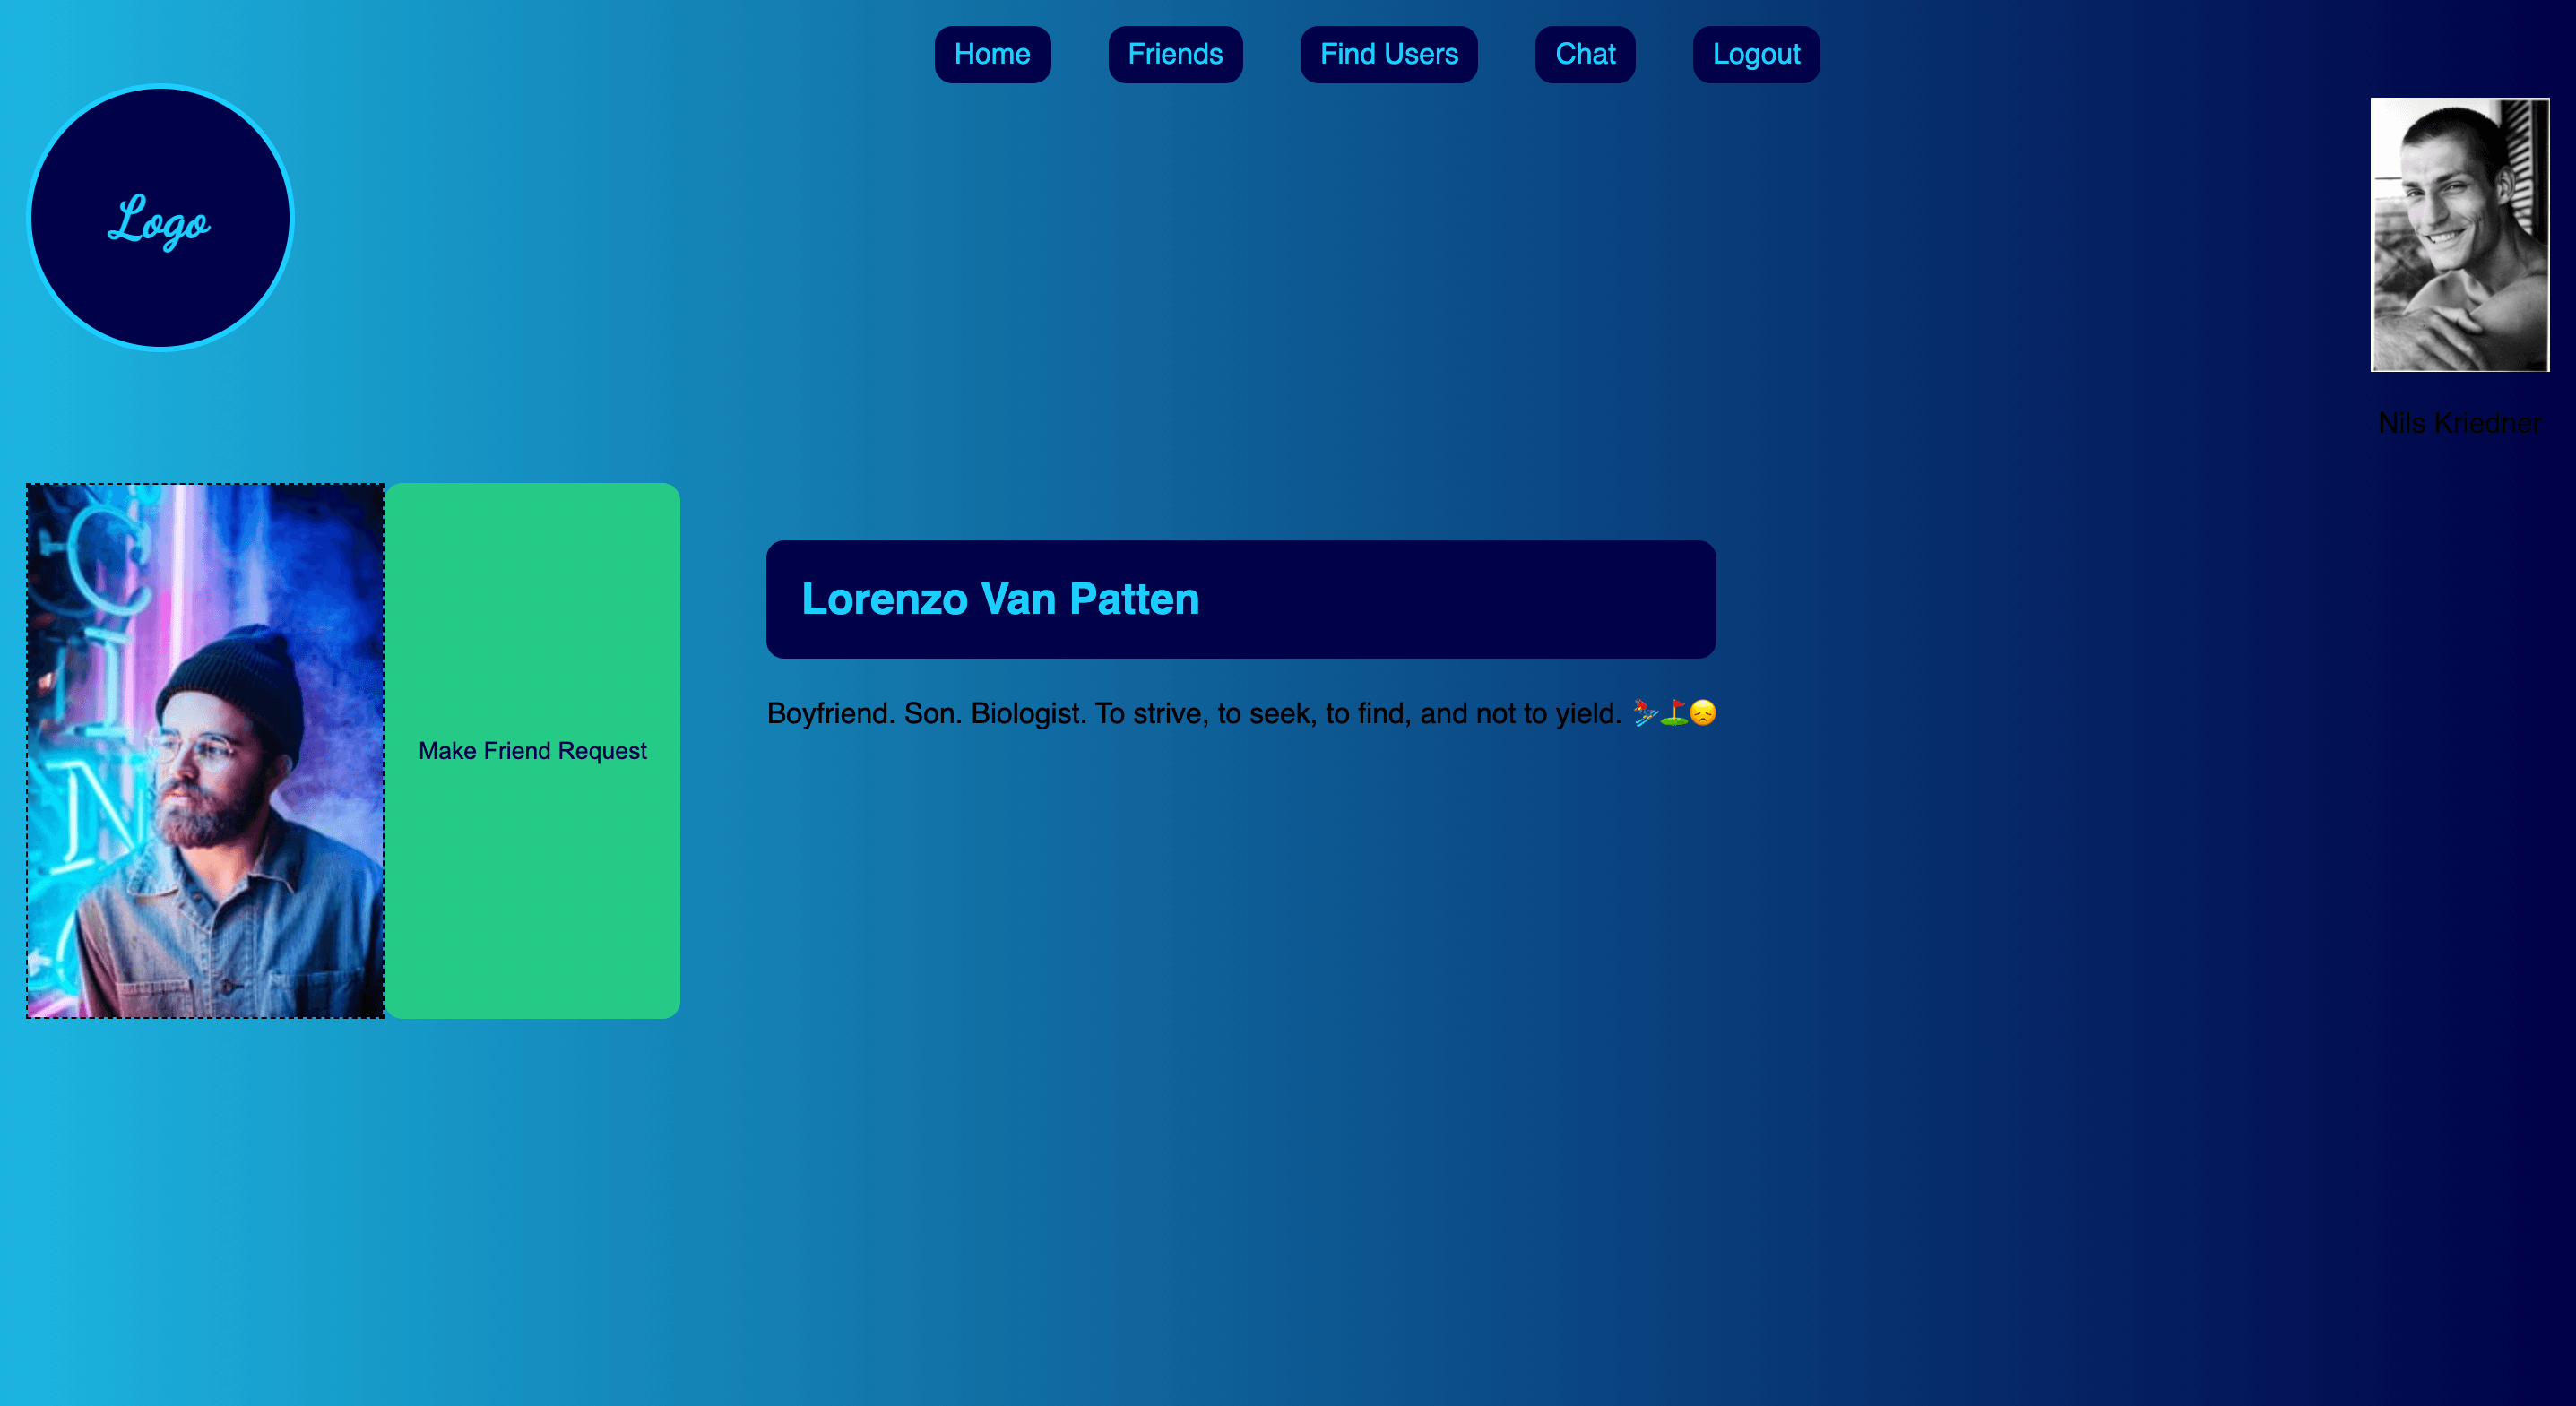 Home Friends Find Users Chat Logout
Logo
Nils Kriedner
Lorenzo Van Patten
Make Friend Request
Boyfriend. Son. Biologist. To strive, to seek, to find, and not to yield. ⛷️⛳😞